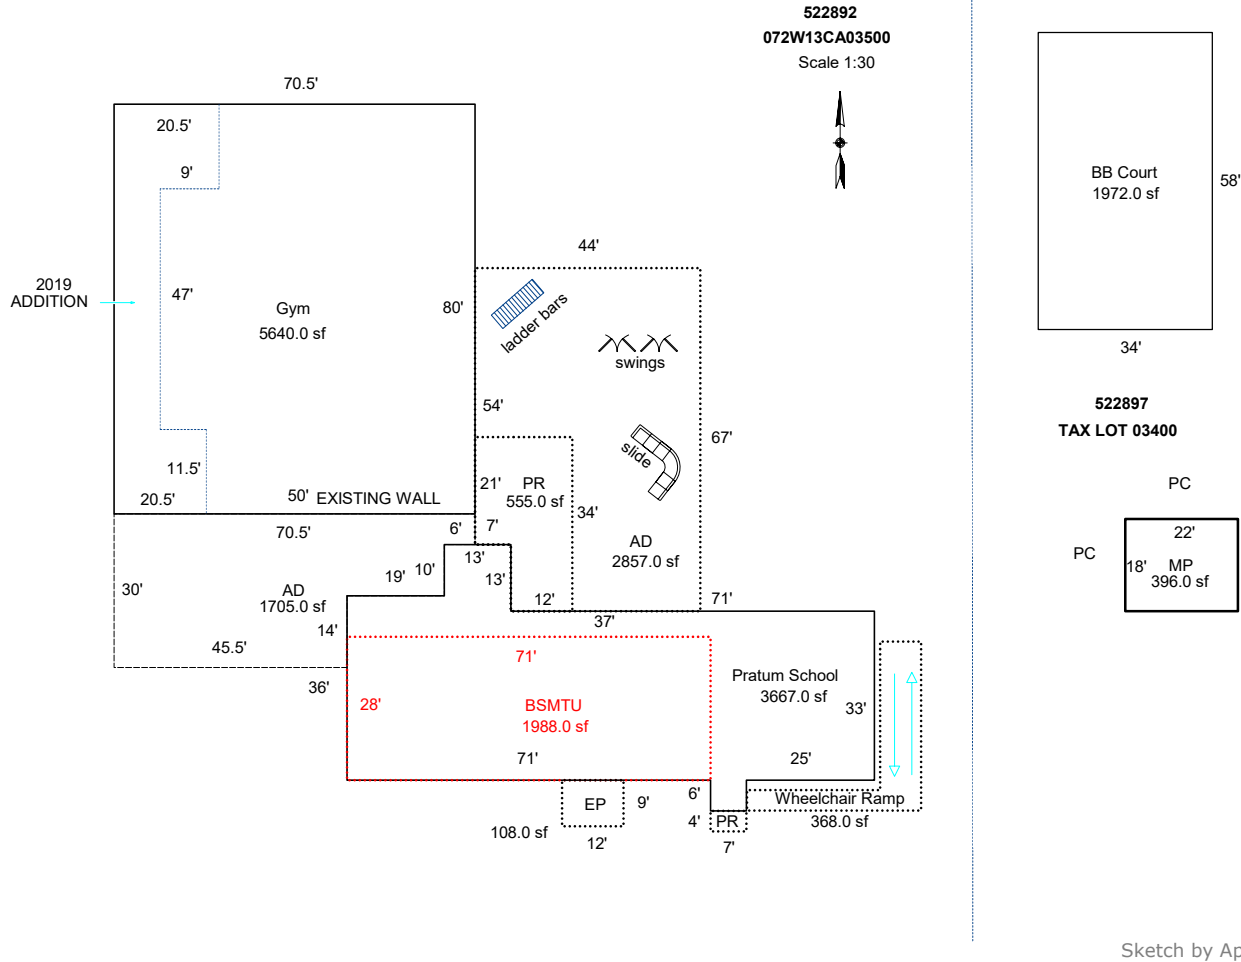 522892
072W13CA03500
Scale 1:30
70.5'
20.5'
9'
2019
ADDITION
47'
Gym
5640.0 sf
80'
11.5'
20.5'
50'
EXISTING WALL
44'
ladder bars
swings
54'
67'
slide
21'
PR
555.0 sf
34'
AD
2857.0 sf
70.5'
6'
7'
13'
10'
13'
19'
30'
AD
1705.0 sf
12'
71'
37'
14'
45.5'
36'
71'
28'
BSMTU
1988.0 sf
Pratum School
3667.0 sf
33'
71'
25'
EP
9'
6'
Wheelchair Ramp
368.0 sf
4'
PR
108.0 sf
12'
7'
BB Court
1972.0 sf
58'
34'
522897
TAX LOT 03400
PC
22'
PC
18'
MP
396.0 sf
Sketch by Ap